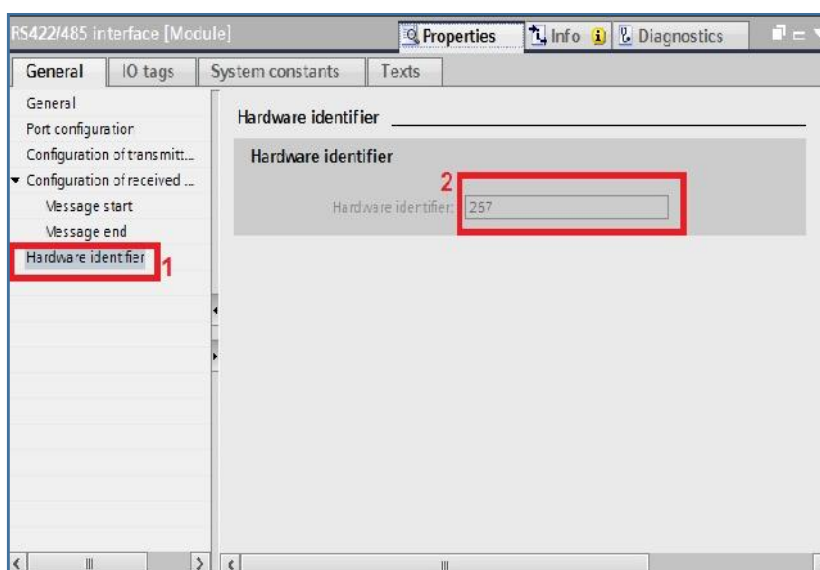 RS422/485 interface [Module]
Properties
Info
Diagnostics
General
IO tags
System constants
Texts
General
Port configuration
Configuration of transmitt...
Configuration of received ...
Message start
Message end
Hardware identifier
1
Hardware identifier
Hardware identifier
2
Hardware identifier:
257